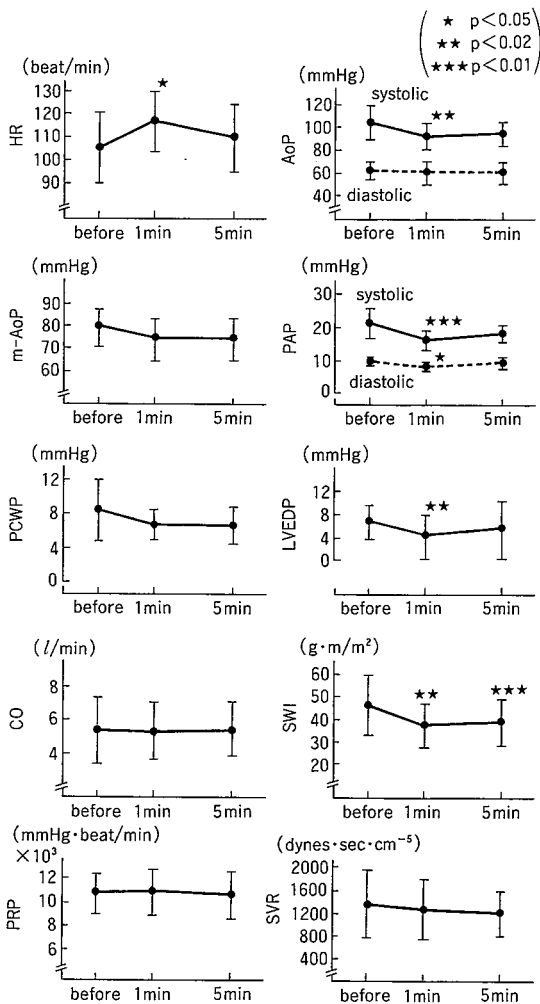 ★ p<0.05
★★ p<0.02
★★★ p<0.01
(beat/min)
130
120
110
100
90
HR
★
before 1min 5min
(mmHg)
120
100
80
60
40
AoP
systolic
★★
diastolic
before 1min 5min
(mmHg)
90
80
70
60
m-AoP
before 1min 5min
(mmHg)
30
20
10
0
PAP
systolic
★★★
★
diastolic
before 1min 5min
(mmHg)
12
8
4
0
PCWP
before 1min 5min
(mmHg)
12
8
4
0
LVEDP
★★
before 1min 5min
(l/min)
8
6
4
CO
before 1min 5min
(g·m/m²)
60
50
40
30
SWI
★★ ★★★
before 1min 5min
(mmHg·beat/min)
×10³
14
12
10
8
6
PRP
before 1min 5min
(dynes·sec·cm⁻⁵)
2000
1600
1200
800
400
SVR
before 1min 5min